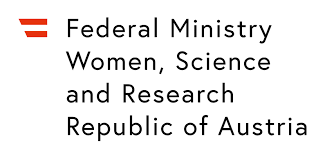 Federal Ministry
Women, Science
and Research
Republic of Austria